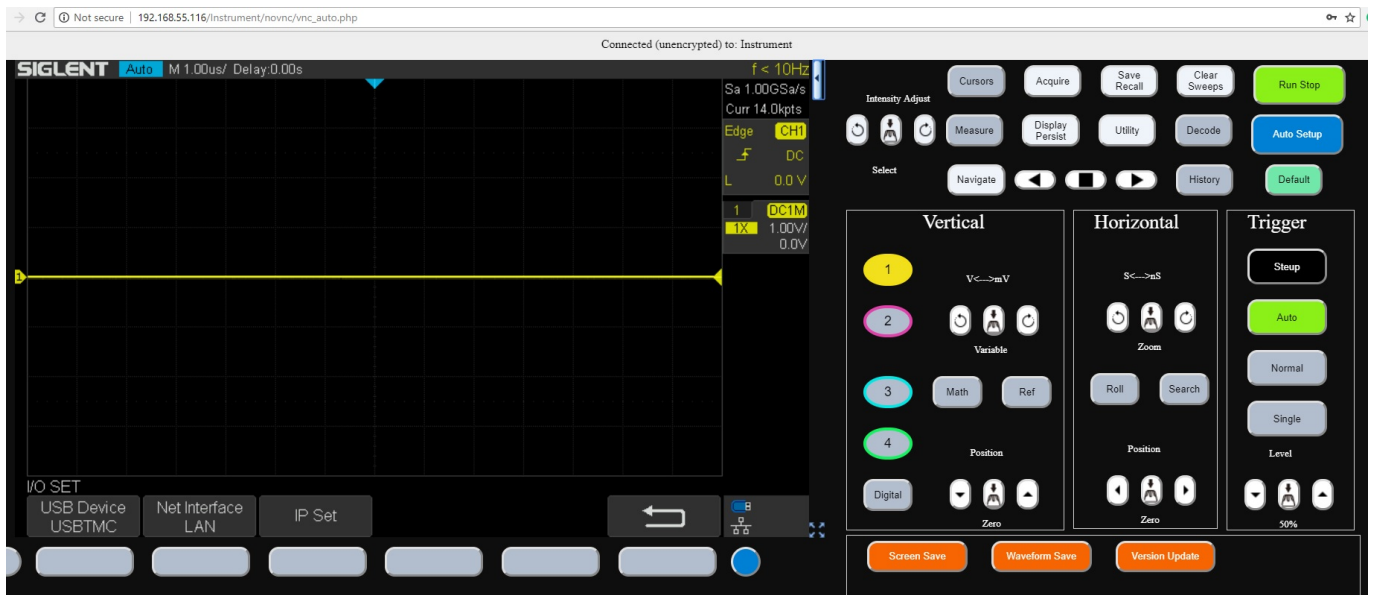 Not secure | 192.168.55.116/Instrument/novnc/vnc_auto.php
Connected (unencrypted) to: Instrument
SIGLENT Auto M 1.00us/ Delay:0.00s f < 10Hz
Sa 1.00GSa/s
Curr 14.0kpts
Edge CH1
DC
L 0.0 V
1 DC1M
1X 1.00V/
0.0V
1
I/O SET
USB Device
USBTMC
Net Interface
LAN
IP Set
Intensity Adjust
Select
Cursors
Acquire
Save
Recall
Clear
Sweeps
Run Stop
Measure
Display
Persist
Utility
Decode
Auto Setup
Navigate
History
Default
Vertical
1
V<--->mV
2
Variable
3
Math
Ref
4
Position
Digital
Zero
Horizontal
S<--->nS
Zoom
Roll
Search
Position
Zero
Trigger
Steup
Auto
Normal
Single
Level
50%
Screen Save
Waveform Save
Version Update